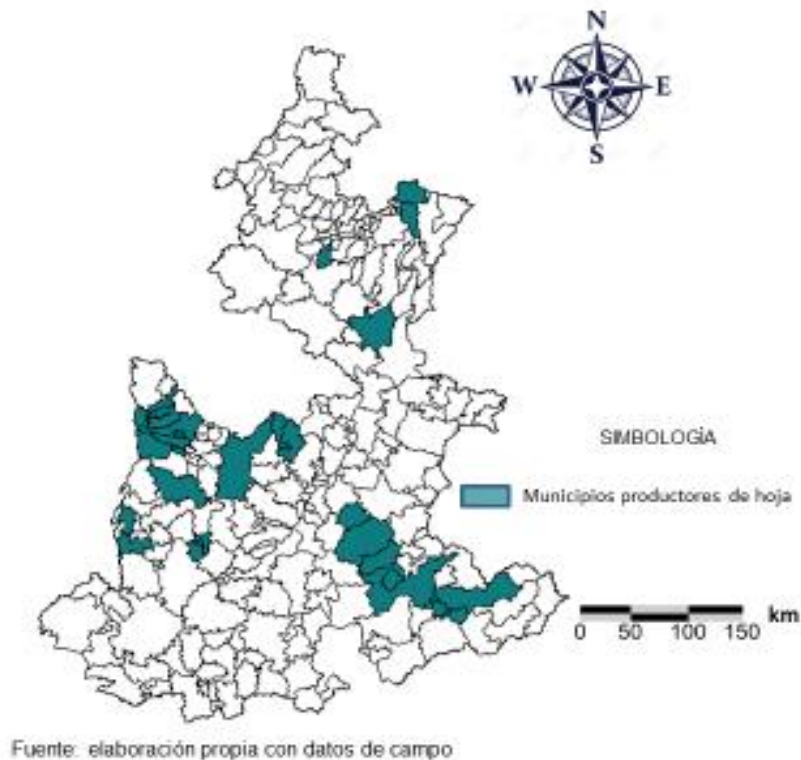 N
W E
S
SIMBOLOGÍA
Municipios productores de hoja
km
0 50 100 150
Fuente: elaboración propia con datos de campo